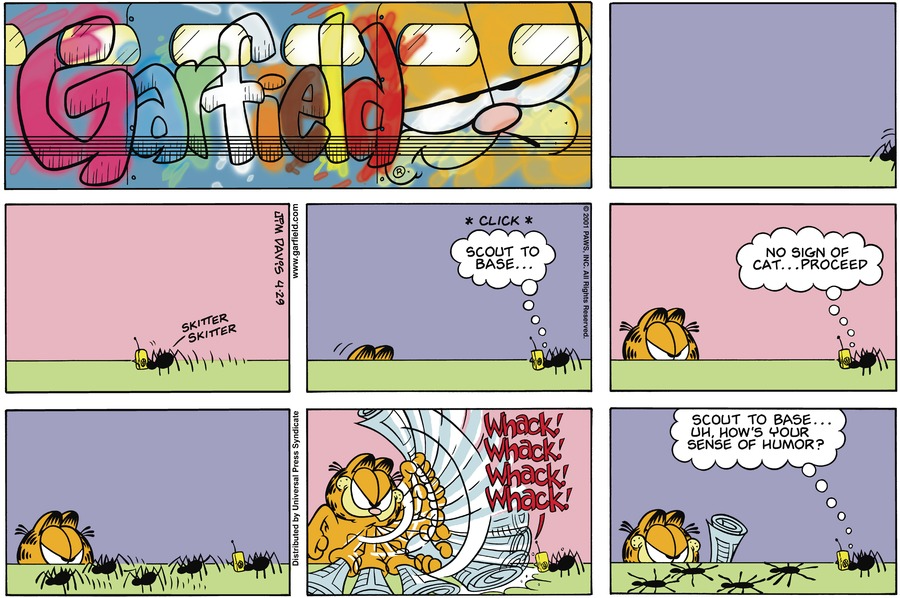 Garfield
®
JIM DAVIS 4-29
SKITTER
SKITTER
www.garfield.com
* CLICK *
SCOUT TO
BASE...
© 2001 PAWS, INC. All Rights Reserved.
NO SIGN OF
CAT...PROCEED
Distributed by Universal Press Syndicate
WHACK!
WHACK!
WHACK!
WHACK!
SCOUT TO BASE...
UH, HOW'S YOUR
SENSE OF HUMOR?